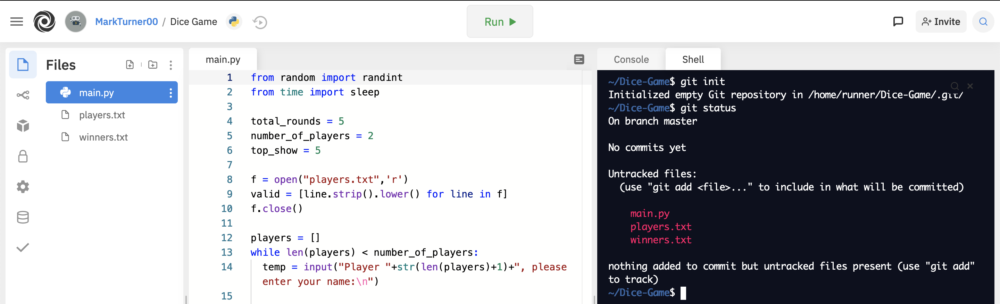 MarkTurner00 / Dice Game
Run
Invite
Files
main.py
players.txt
winners.txt
main.py
1 from random import randint
2 from time import sleep
3
4 total_rounds = 5
5 number_of_players = 2
6 top_show = 5
7
8 f = open("players.txt",'r')
9 valid = [line.strip().lower() for line in f]
10 f.close()
11
12 players = []
13 while len(players) < number_of_players:
14 temp = input("Player "+str(len(players)+1)+", please
enter your name:\n")
15
Console
Shell
~/Dice-Game$ git init
Initialized empty Git repository in /home/runner/Dice-Game/.git/
~/Dice-Game$ git status
On branch master
No commits yet
Untracked files:
(use "git add <file>..." to include in what will be committed)
main.py
players.txt
winners.txt
nothing added to commit but untracked files present (use "git add"
to track)
~/Dice-Game$